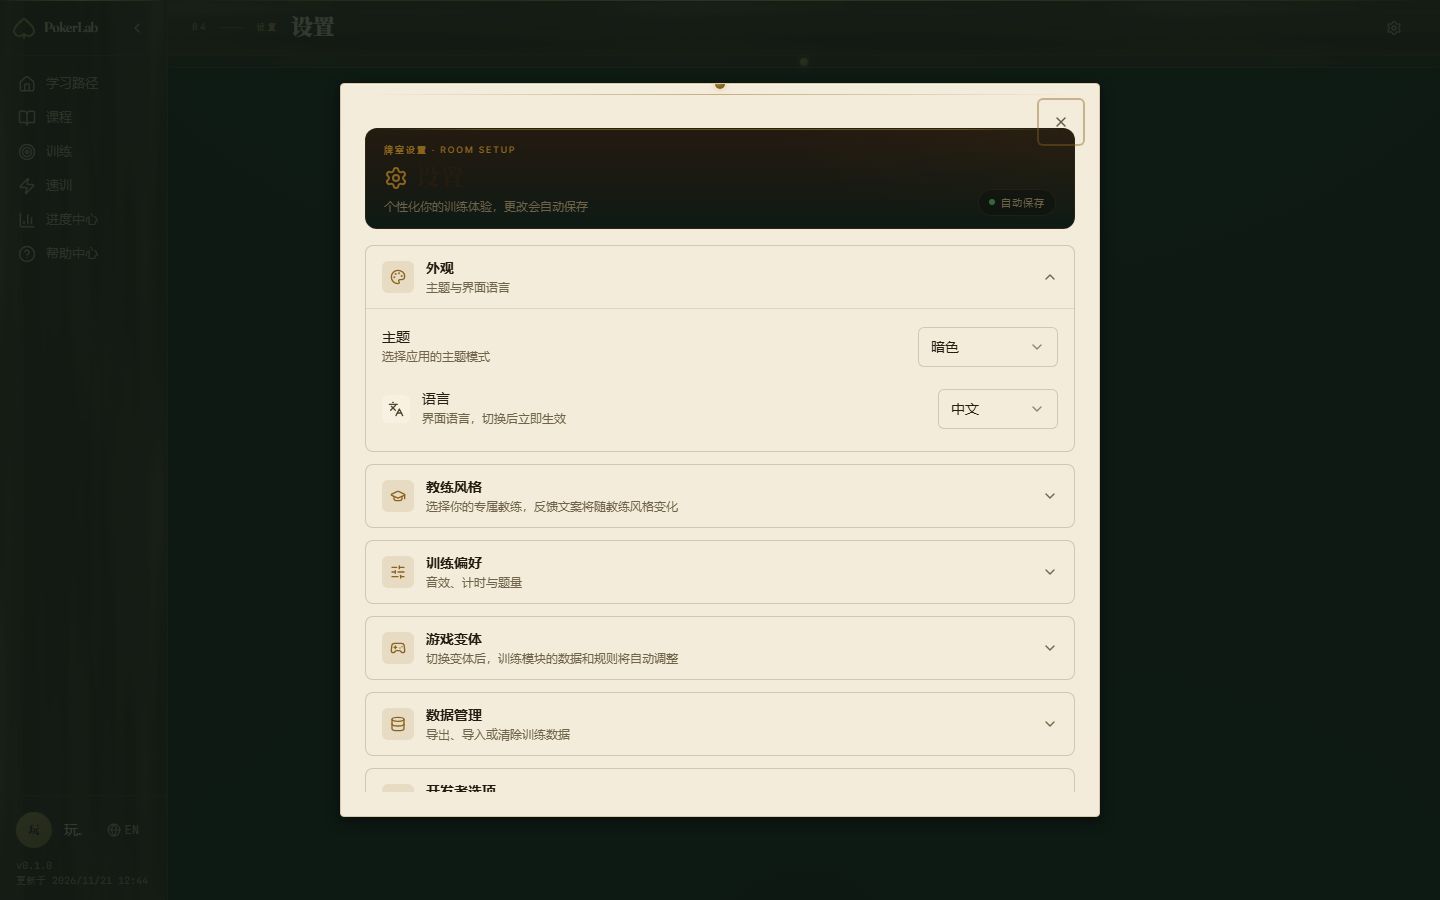 PokerLab
04 设置 设置
学习路径
课程
训练
速训
进度中心
帮助中心
玩
玩.
EN
v0.1.0
更新于 2026/11/21 12:44
牌室设置 · ROOM SETUP
设置
个性化你的训练体验，更改会自动保存
自动保存
外观
主题与界面语言
主题
选择应用的主题模式
暗色
语言
界面语言，切换后立即生效
中文
教练风格
选择你的专属教练，反馈文案将随教练风格变化
训练偏好
音效、计时与题量
游戏变体
切换变体后，训练模块的数据和规则将自动调整
数据管理
导出、导入或清除训练数据
开发者选项